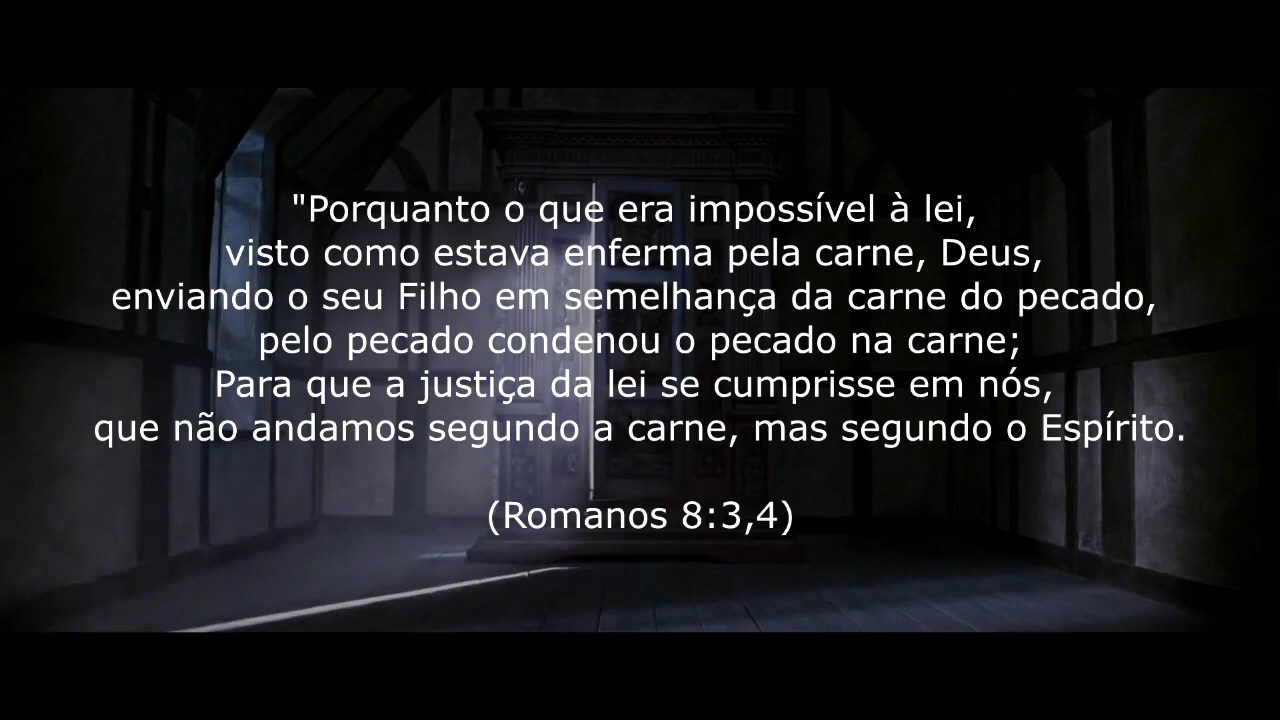 "Porquanto o que era impossível à lei,
visto como estava enferma pela carne, Deus,
enviando o seu Filho em semelhança da carne do pecado,
pelo pecado condenou o pecado na carne;
Para que a justiça da lei se cumprisse em nós,
que não andamos segundo a carne, mas segundo o Espírito.
(Romanos 8:3,4)